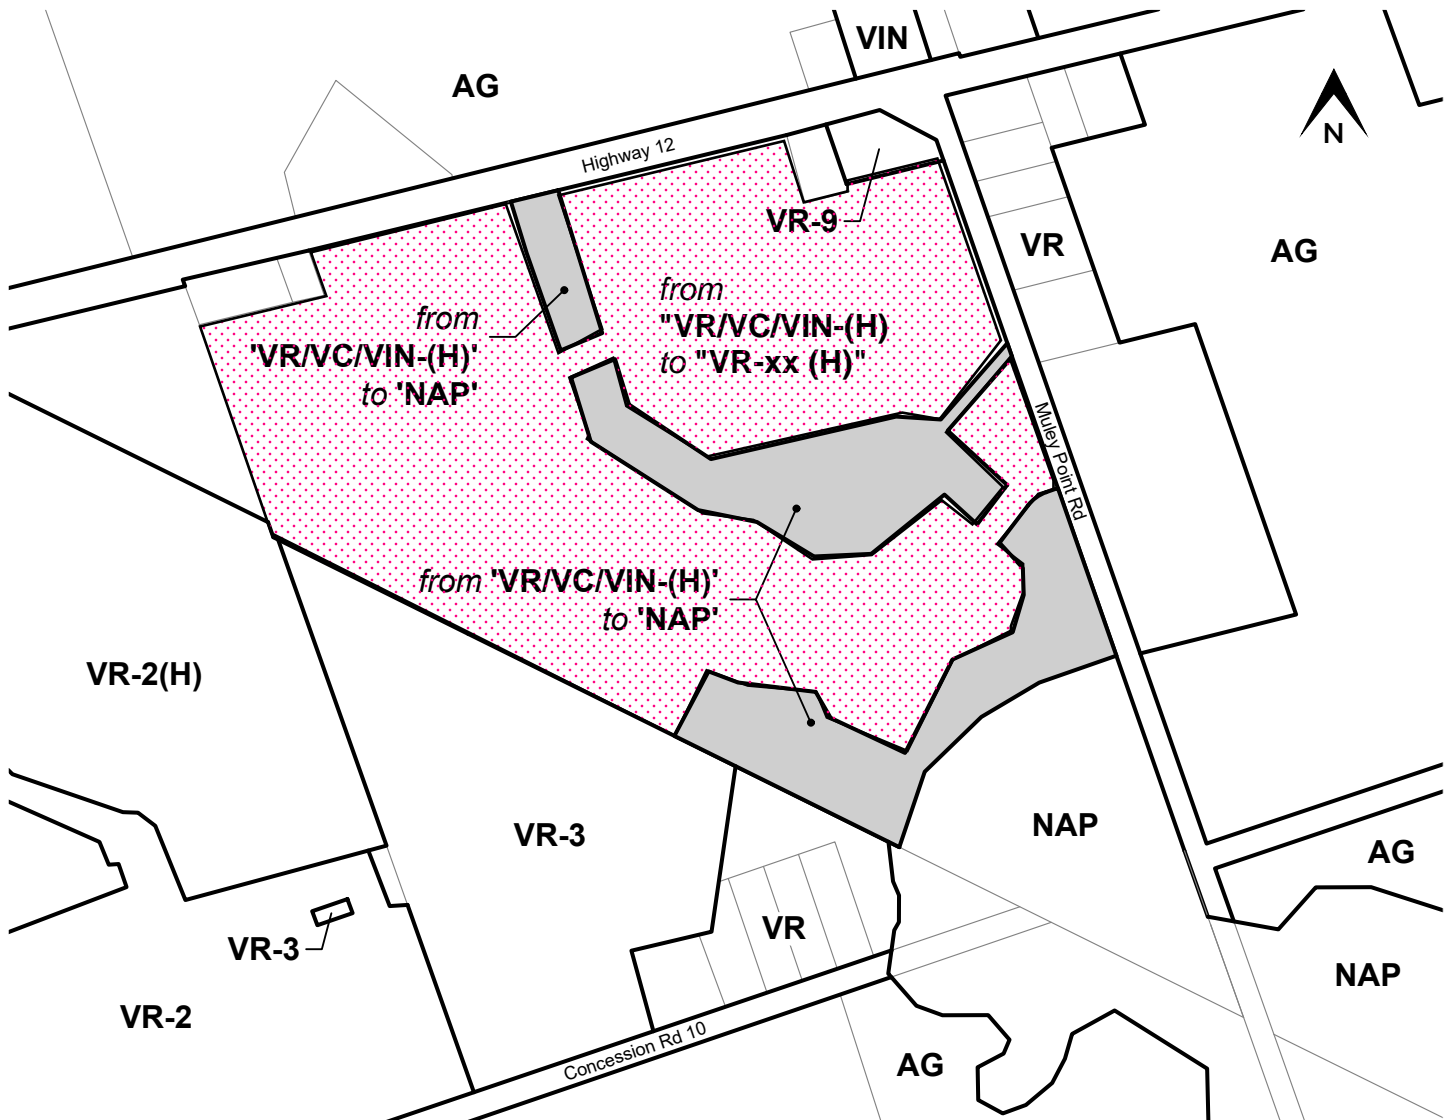 VIN
AG
N
Highway 12
VR-9
VR
AG
from
'VR/VC/VIN-(H)'
to 'NAP'
from
"VR/VC/VIN-(H)
to "VR-xx (H)"
Muley Point Rd
from 'VR/VC/VIN-(H)'
to 'NAP'
VR-2(H)
VR-3
NAP
AG
VR
VR-3
NAP
VR-2
Concession Rd 10
AG